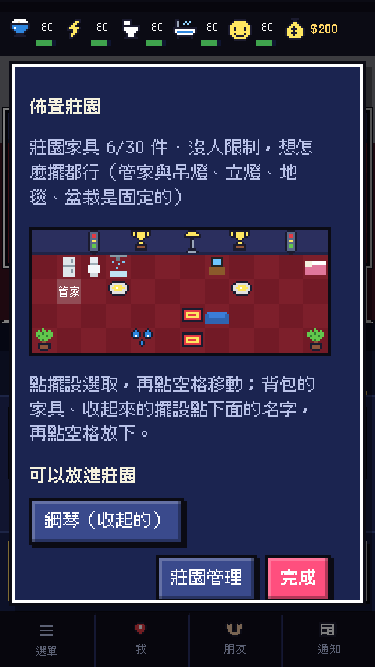 80 80 80 80 80 $200
佈置莊園
莊園家具 6/30 件．沒人限制，想怎
麼擺都行（管家與吊燈、立燈、地
毯、盆栽是固定的）
管家
點擺設選取，再點空格移動；背包的
家具、收起來的擺設點下面的名字，
再點空格放下。
可以放進莊園
鋼琴（收起的）
莊園管理 完成
選單 我 朋友 通知